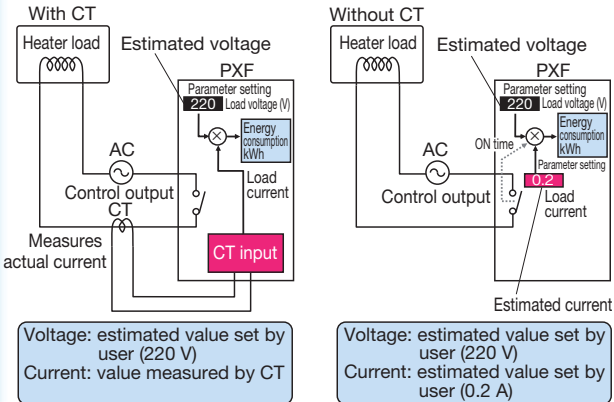 With CT
Heater load
Estimated voltage
PXF
Parameter setting
220 Load voltage (V)
Energy
consumption
kWh
AC
Control output
Load
current
CT
Measures
actual current
CT input
Voltage: estimated value set by
user (220 V)
Current: value measured by CT
Without CT
Heater load
Estimated voltage
PXF
Parameter setting
220 Load voltage (V)
Energy
consumption
kWh
ON time
AC
Parameter setting
0.2
Control output
Load
current
Estimated current
Voltage: estimated value set by
user (220 V)
Current: estimated value set by
user (0.2 A)